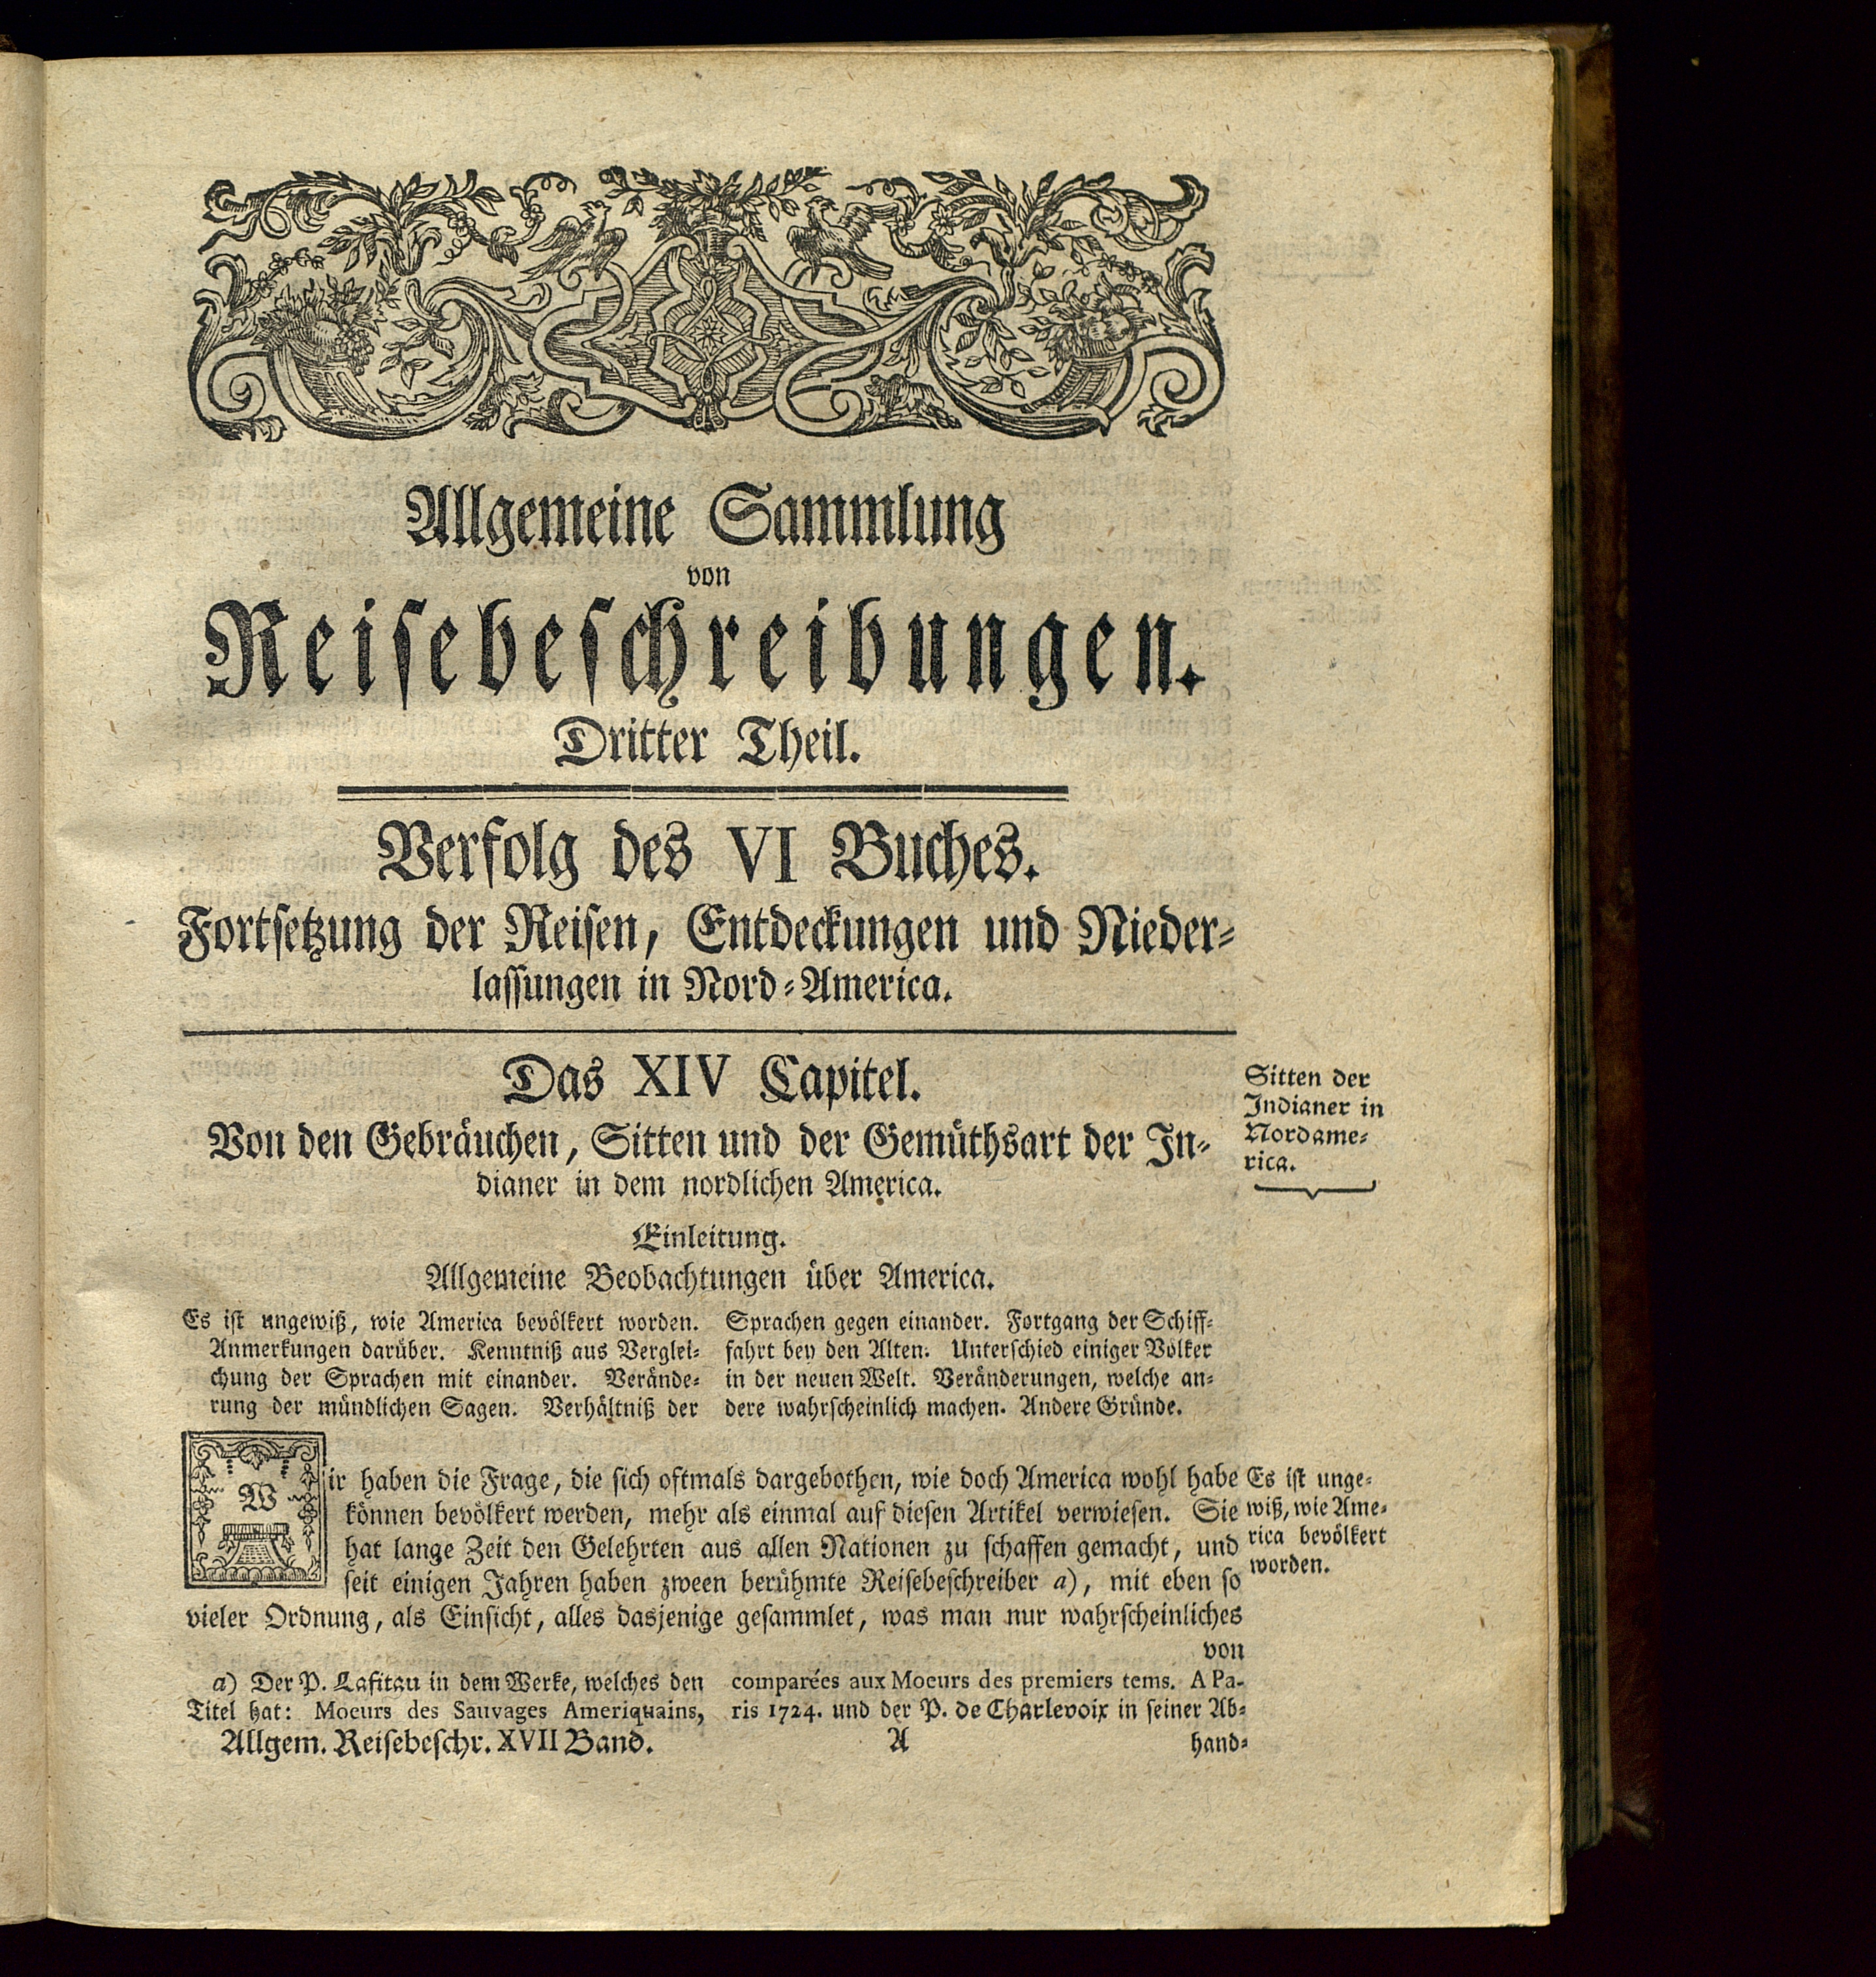 Allgemeine Sammlung
von
Reisebeschreibungen.
Dritter Theil.
Verfolg des VI Buches.
Fortsetzung der Reisen, Entdeckungen und Nieder-
lassungen in Nord-America.
Das XIV Capitel.
Von den Gebräuchen, Sitten und der Gemüthsart der In-
dianer in dem nordlichen America.
Sitten der
Indianer in
Nordame-
rica.
Einleitung.
Allgemeine Beobachtungen über America.
Es ist ungewiß, wie America bevölkert worden.
Anmerkungen darüber. Kenntniß aus Verglei-
chung der Sprachen mit einander. Verände-
rung der mündlichen Sagen. Verhältniß der
Sprachen gegen einander. Fortgang der Schiff-
fahrt bey den Alten. Unterschied einiger Völker
in der neuen Welt. Veränderungen, welche an-
dere wahrscheinlich machen. Andere Gründe.
Wir haben die Frage, die sich oftmals dargebothen, wie doch America wohl habe
können bevölkert werden, mehr als einmal auf diesen Artikel verwiesen. Sie
hat lange Zeit den Gelehrten aus allen Nationen zu schaffen gemacht, und
seit einigen Jahren haben zween berühmte Reisebeschreiber a), mit eben so
vieler Ordnung, als Einsicht, alles dasjenige gesammlet, was man nur wahrscheinliches
von
Es ist unge-
wiß, wie Ame-
rica bevölkert
worden.
a) Der P. Lafitau in dem Werke, welches den
Titel hat: Moeurs des Sauvages Ameriquains,
comparées aux Moeurs des premiers tems. A Pa-
ris 1724. und der P. de Charlevoix in seiner Ab-
Allgem. Reisebeschr. XVII Band.
A
hand-